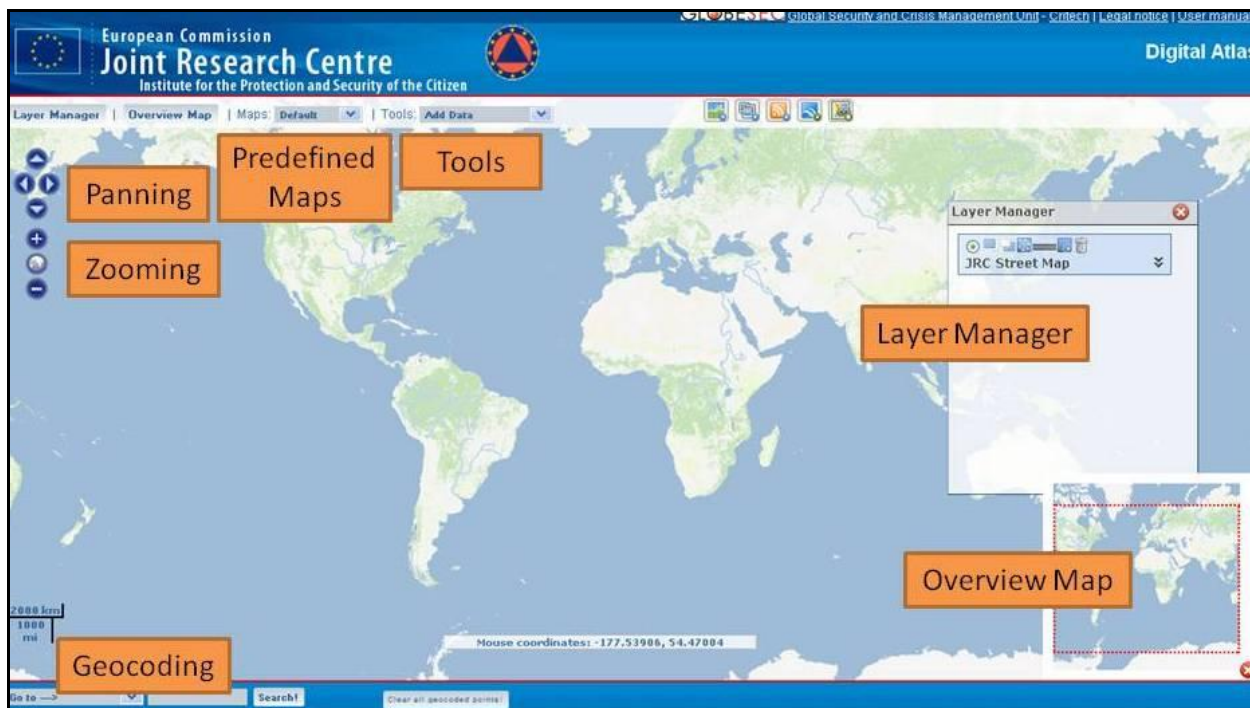 GLOBESEC Global Security and Crisis Management Unit - Critech | Legal notice | User manual
European Commission
Joint Research Centre
Institute for the Protection and Security of the Citizen
Digital Atlas
Layer Manager | Overview Map | Maps: Default | Tools: Add Data
Predefined
Maps
Tools
Panning
Zooming
Layer Manager
JRC Street Map
Layer Manager
Overview Map
2000 km
1000
mi
Mouse coordinates: -177.53906, 54.47004
Geocoding
Go to --> Search! Clear all geocoded points!